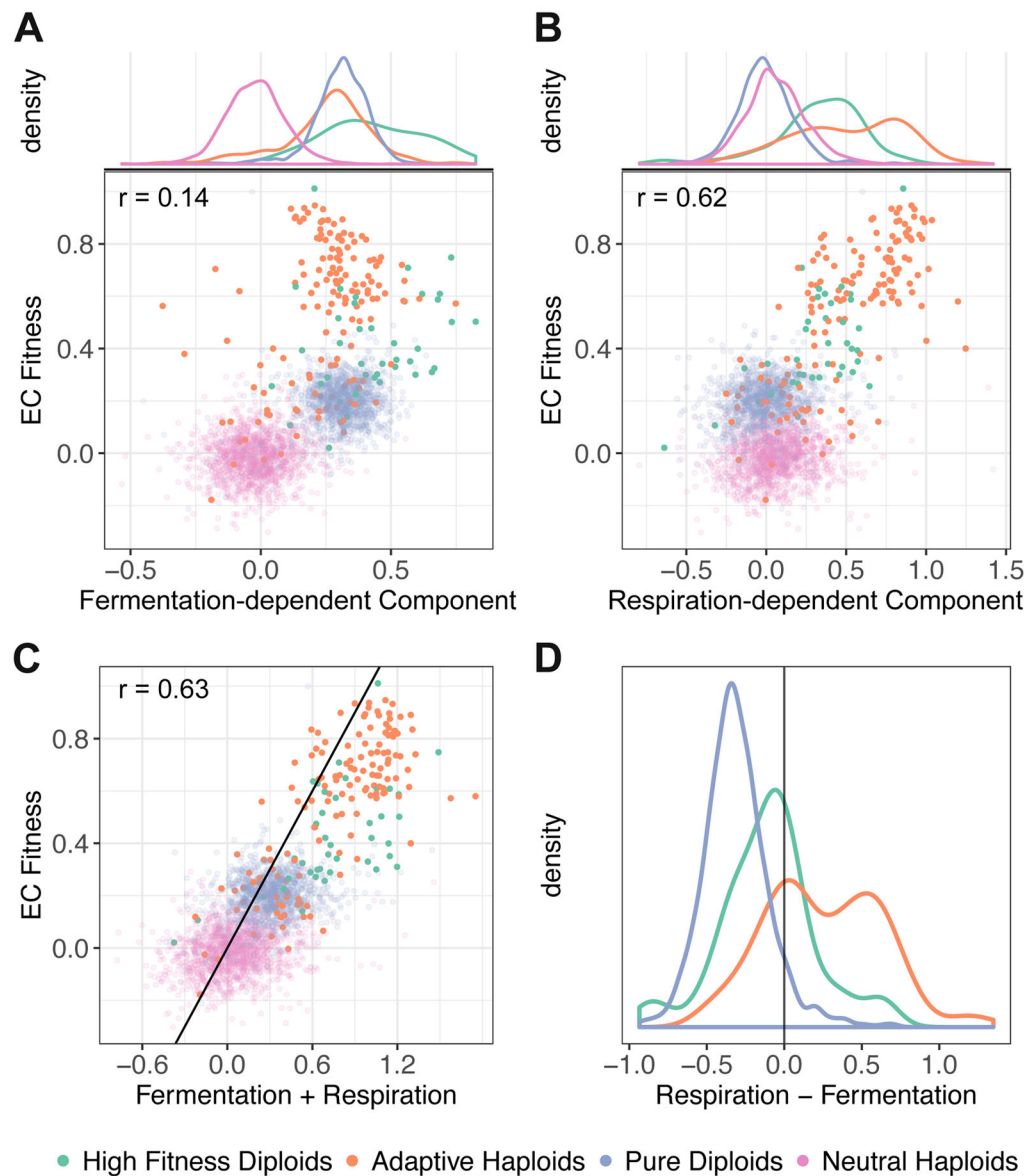 A
density
r = 0.14
EC Fitness
0.8
0.4
0.0
−0.5 0.0 0.5
Fermentation-dependent Component
B
density
r = 0.62
EC Fitness
0.8
0.4
0.0
−0.5 0.0 0.5 1.0 1.5
Respiration-dependent Component
C
r = 0.63
EC Fitness
0.8
0.4
0.0
−0.6 0.0 0.6 1.2
Fermentation + Respiration
D
density
−1.0 −0.5 0.0 0.5 1.0
Respiration − Fermentation
High Fitness Diploids Adaptive Haploids Pure Diploids Neutral Haploids